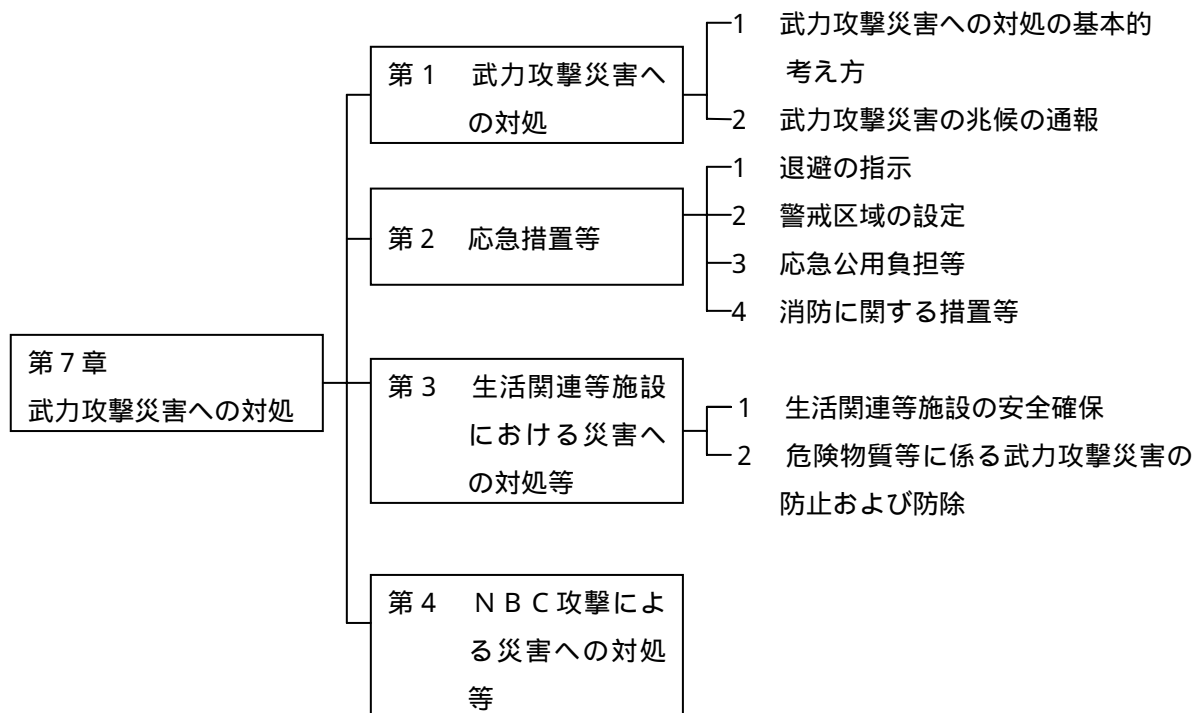 第7章
武力攻撃災害への対処
第1 武力攻撃災害へ
の対処
1 武力攻撃災害への対処の基本的
考え方
2 武力攻撃災害の兆候の通報
第2 応急措置等
1 退避の指示
2 警戒区域の設定
3 応急公用負担等
4 消防に関する措置等
第3 生活関連等施設
における災害へ
の対処等
1 生活関連等施設の安全確保
2 危険物質等に係る武力攻撃災害の
防止および防除
第4 NBC攻撃によ
る災害への対処
等